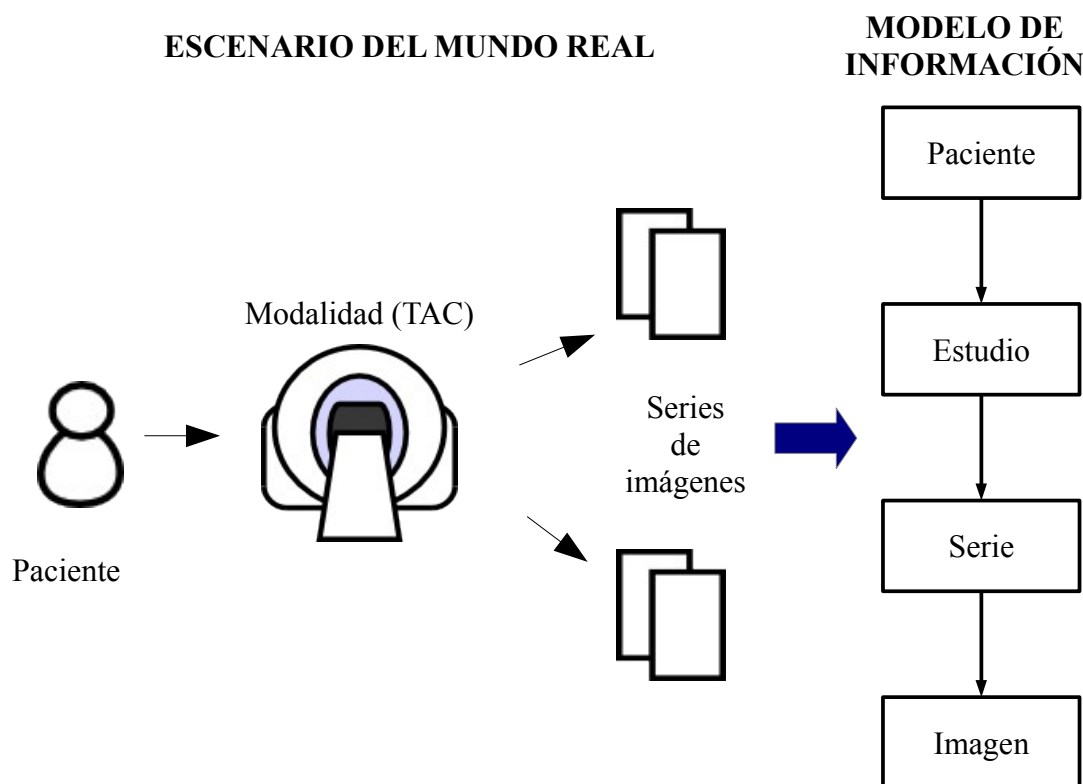 ESCENARIO DEL MUNDO REAL
MODELO DE
INFORMACIÓN
Paciente
Modalidad (TAC)
Series
de
imágenes
Paciente
Estudio
Serie
Imagen